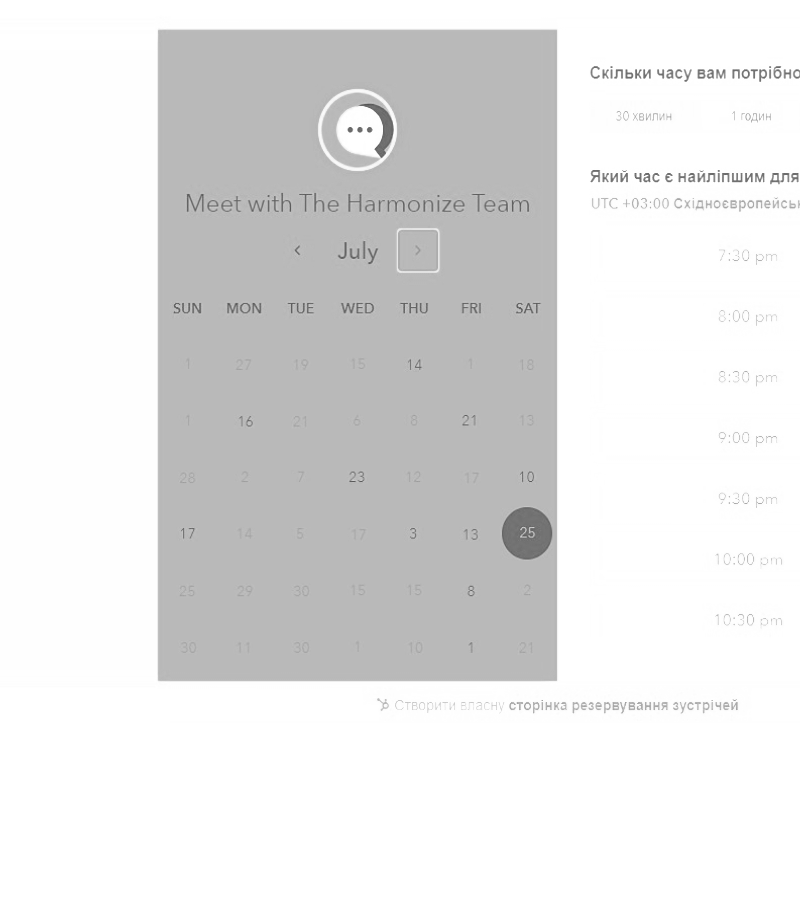 Meet with The Harmonize Team
July
SUN MON TUE WED THU FRI SAT
1 27 19 15 14 1 18
1 16 21 6 8 21 13
28 2 7 23 12 17 10
17 14 5 17 3 13 25
25 29 30 15 15 8 2
30 11 30 1 10 1 21
Скільки часу вам потрібно
30 хвилин 1 годин
Який час є найліпшим для
UTC +03:00 Східноєвропейськ
7:30 pm
8:00 pm
8:30 pm
9:00 pm
9:30 pm
10:00 pm
10:30 pm
Створити власну сторінка резервування зустрічей